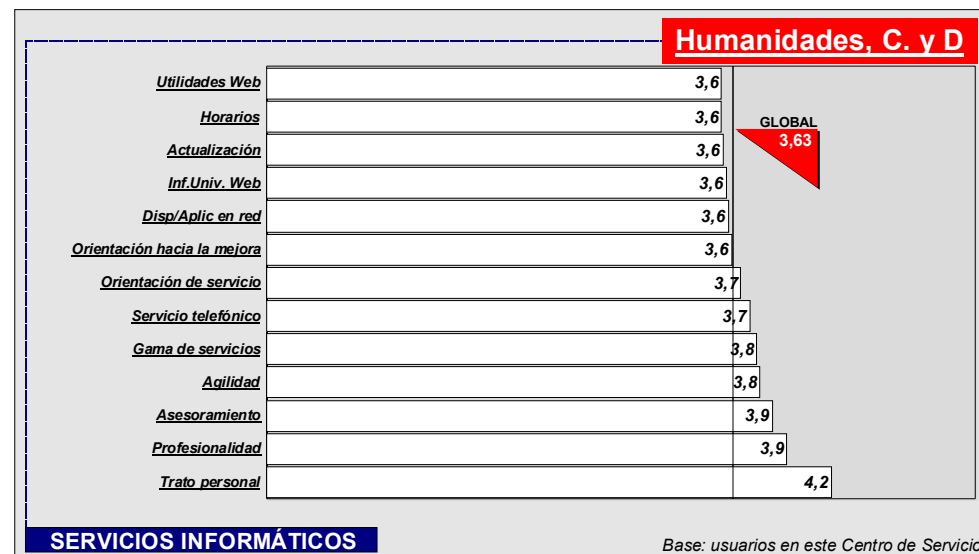 Humanidades, C. y D
Utilidades Web 3,6
Horarios 3,6
GLOBAL
3,63
Actualización 3,6
Inf.Univ. Web 3,6
Disp/Aplic en red 3,6
Orientación hacia la mejora 3,6
Orientación de servicio 3,7
Servicio telefónico 3,7
Gama de servicios 3,8
Agilidad 3,8
Asesoramiento 3,9
Profesionalidad 3,9
Trato personal 4,2
SERVICIOS INFORMÁTICOS
Base: usuarios en este Centro de Servicio